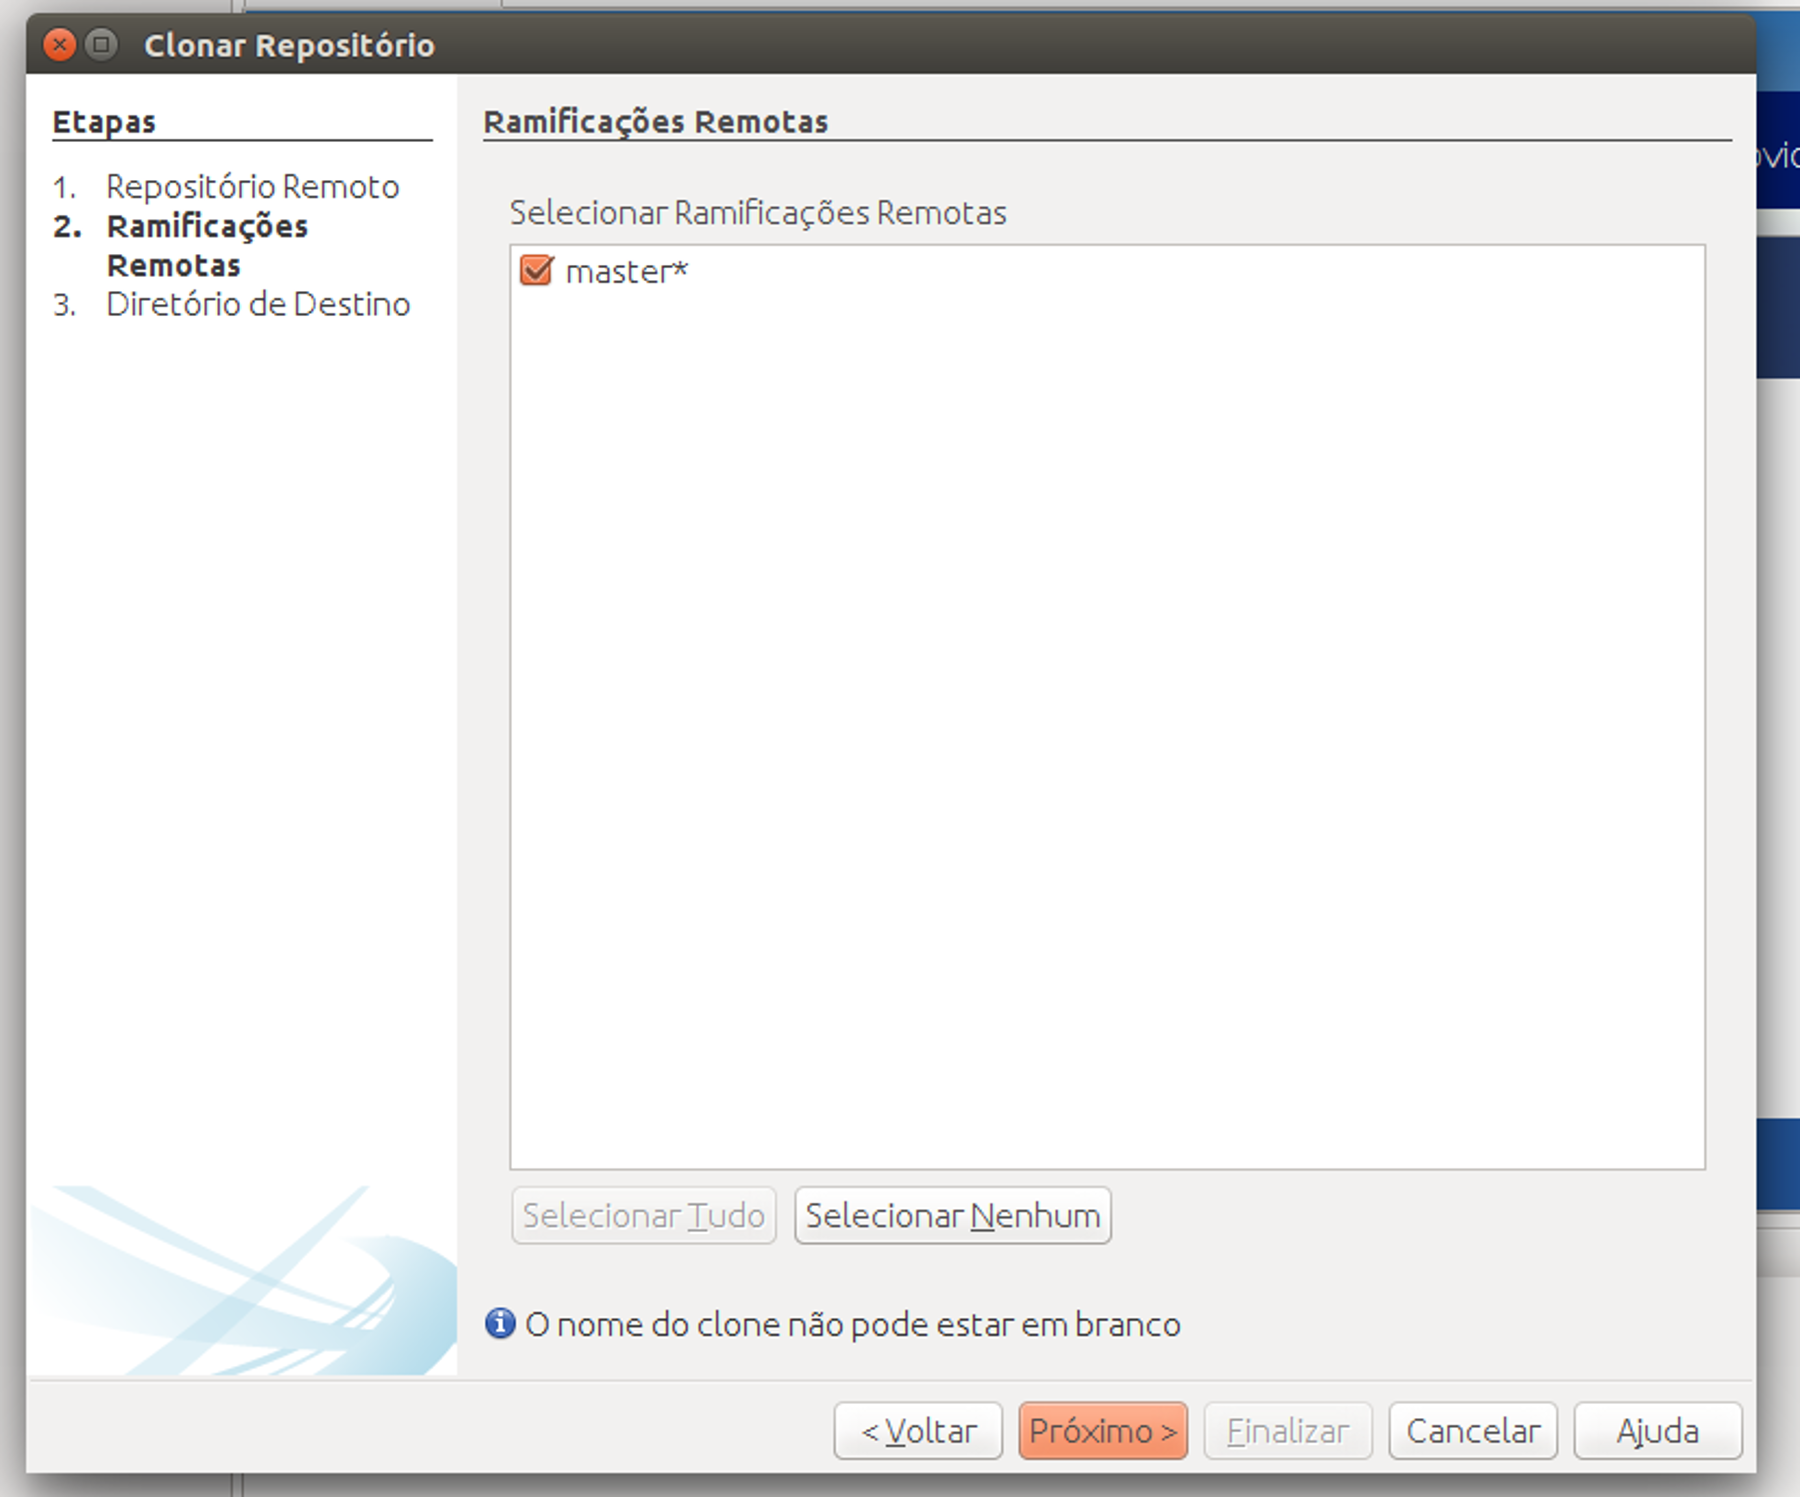 Clonar Repositório
Etapas
1. Repositório Remoto
2. Ramificações
Remotas
3. Diretório de Destino
Ramificações Remotas
Selecionar Ramificações Remotas
master*
Selecionar Tudo
Selecionar Nenhum
O nome do clone não pode estar em branco
< Voltar
Próximo >
Finalizar
Cancelar
Ajuda